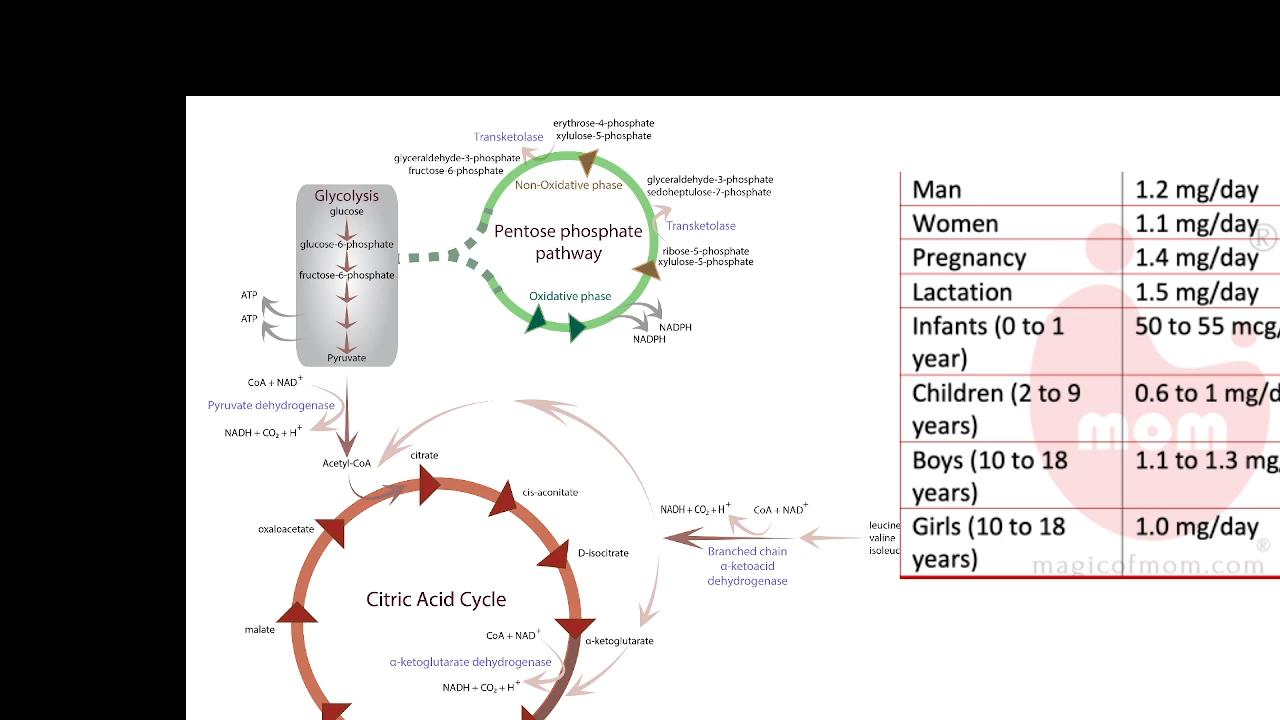 erythrose-4-phosphate
xylulose-5-phosphate
Transketolase
glyceraldehyde-3-phosphate
fructose-6-phosphate
Non-Oxidative phase
glyceraldehyde-3-phosphate
sedoheptulose-7-phosphate
Transketolase
Pentose phosphate
pathway
ribose-5-phosphate
xylulose-5-phosphate
Oxidative phase
NADPH
NADPH
Glycolysis
glucose
glucose-6-phosphate
fructose-6-phosphate
ATP
ATP
Pyruvate
CoA + NAD+
Pyruvate dehydrogenase
NADH + CO₂ + H+
Acetyl-CoA
citrate
cis-aconitate
oxaloacetate
D-isocitrate
Citric Acid Cycle
malate
CoA + NAD+
α-ketoglutarate
α-ketoglutarate dehydrogenase
NADH + CO₂ + H+
NADH + CO₂ + H+
CoA + NAD+
Branched chain
α-ketoacid
dehydrogenase
leucine
valine
isoleuc
Man 1.2 mg/day
Women 1.1 mg/day
Pregnancy 1.4 mg/day
Lactation 1.5 mg/day
Infants (0 to 1 50 to 55 mcg/
year)
Children (2 to 9 0.6 to 1 mg/d
years)
Boys (10 to 18 1.1 to 1.3 mg/
years)
Girls (10 to 18 1.0 mg/day
years)
mom
®
®
magicofmom.com